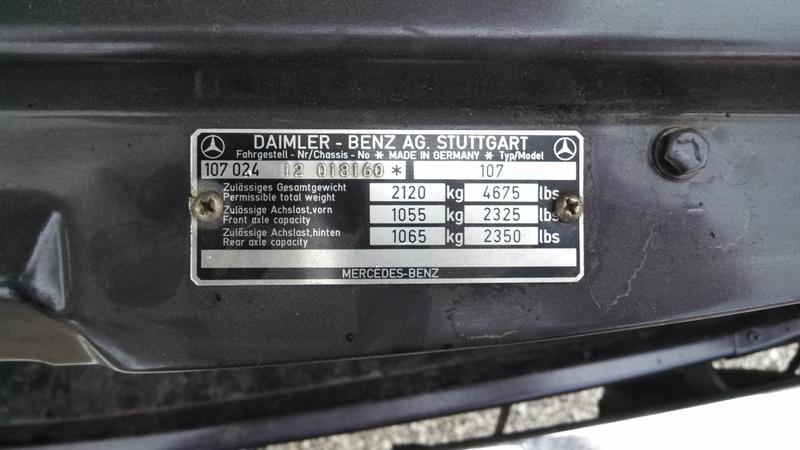 DAIMLER - BENZ AG. STUTTGART
Fahrgestell - Nr/Chassis - No * MADE IN GERMANY * Typ/Model
107 024 12 018160 * 107
Zulässiges Gesamtgewicht
Permissible total weight 2120 kg 4675 lbs
Zulässige Achslast,vorn
Front axle capacity 1055 kg 2325 lbs
Zulässige Achslast,hinten
Rear axle capacity 1065 kg 2350 lbs
MERCEDES-BENZ